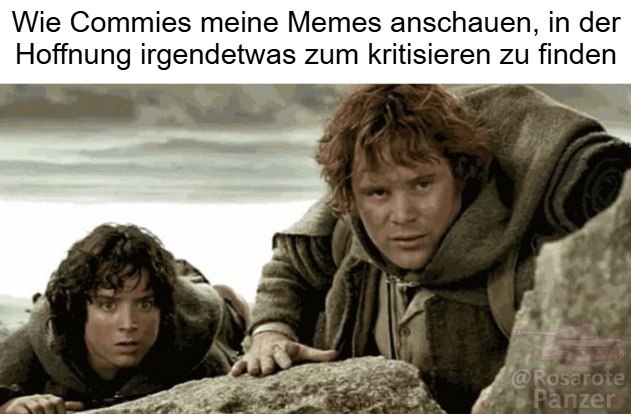 Wie Commies meine Memes anschauen, in der
Hoffnung irgendetwas zum kritisieren zu finden
@Rosarote
Panzer